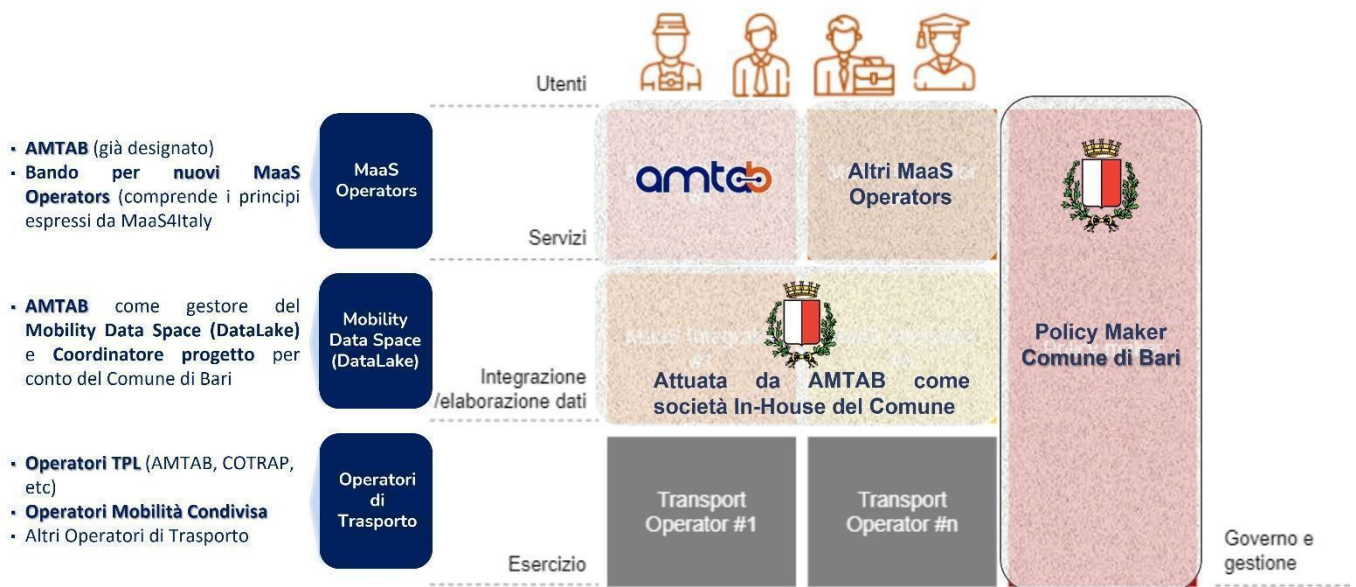 Utenti
▪ AMTAB (già designato)
▪ Bando per nuovi MaaS
Operators (comprende i principi
espressi da MaaS4Italy
MaaS
Operators
amtab
Altri MaaS
Operators
Servizi
▪ AMTAB come gestore del
Mobility Data Space (DataLake)
e Coordinatore progetto per
conto del Comune di Bari
Mobility
Data Space
(DataLake)
Integrazione
/elaborazione dati
Attuata da AMTAB come
società In-House del Comune
Policy Maker
Comune di Bari
▪ Operatori TPL (AMTAB, COTRAP,
etc)
▪ Operatori Mobilità Condivisa
▪ Altri Operatori di Trasporto
Operatori
di
Trasporto
Transport
Operator #1
Transport
Operator #n
Esercizio
Governo e
gestione